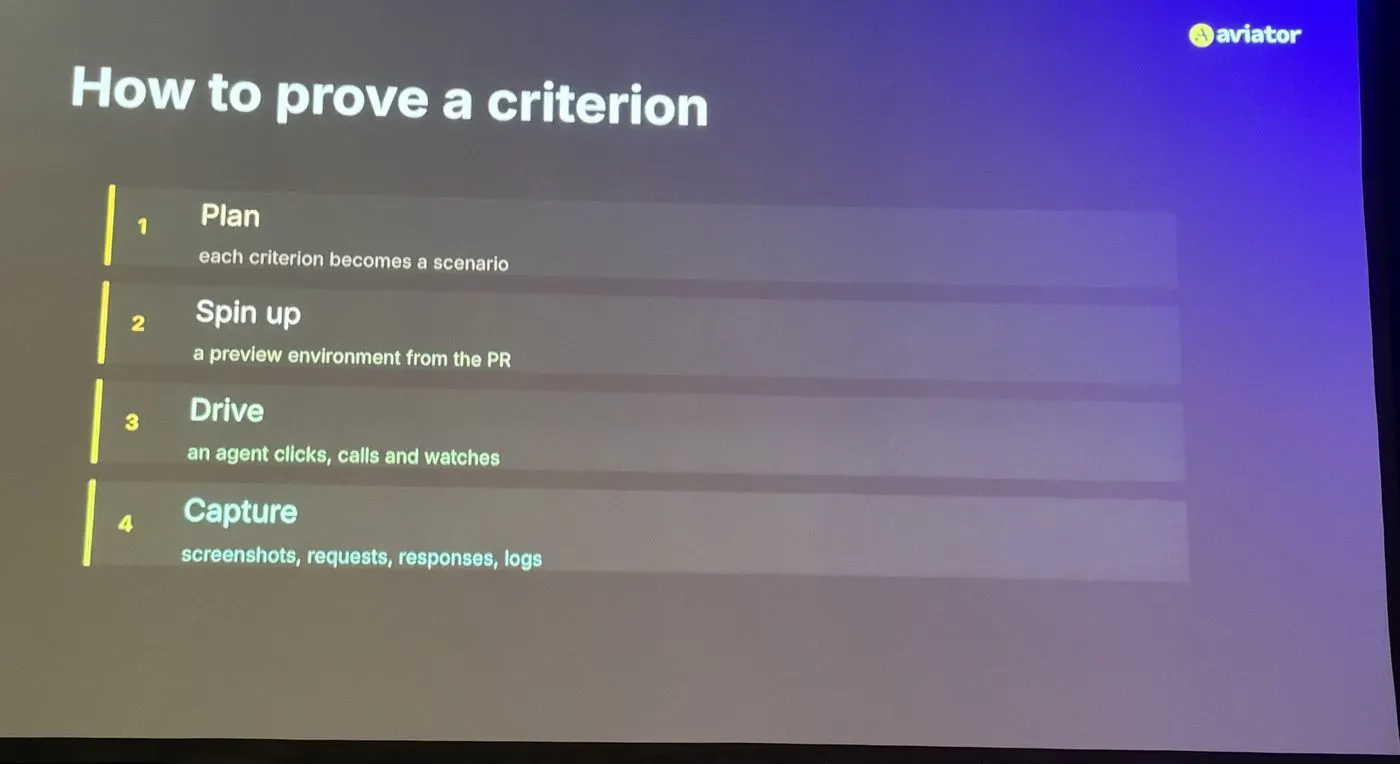 aviator
How to prove a criterion
1
Plan
each criterion becomes a scenario
2
Spin up
a preview environment from the PR
3
Drive
an agent clicks, calls and watches
4
Capture
screenshots, requests, responses, logs